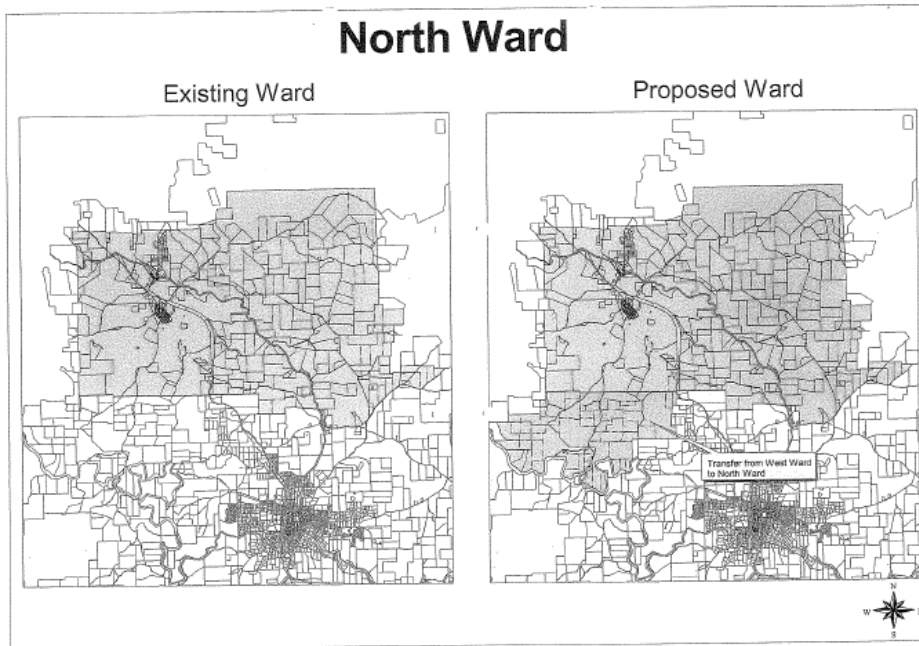 North Ward
Existing Ward
Proposed Ward
Transfer from West Ward
to North Ward
N
W
S